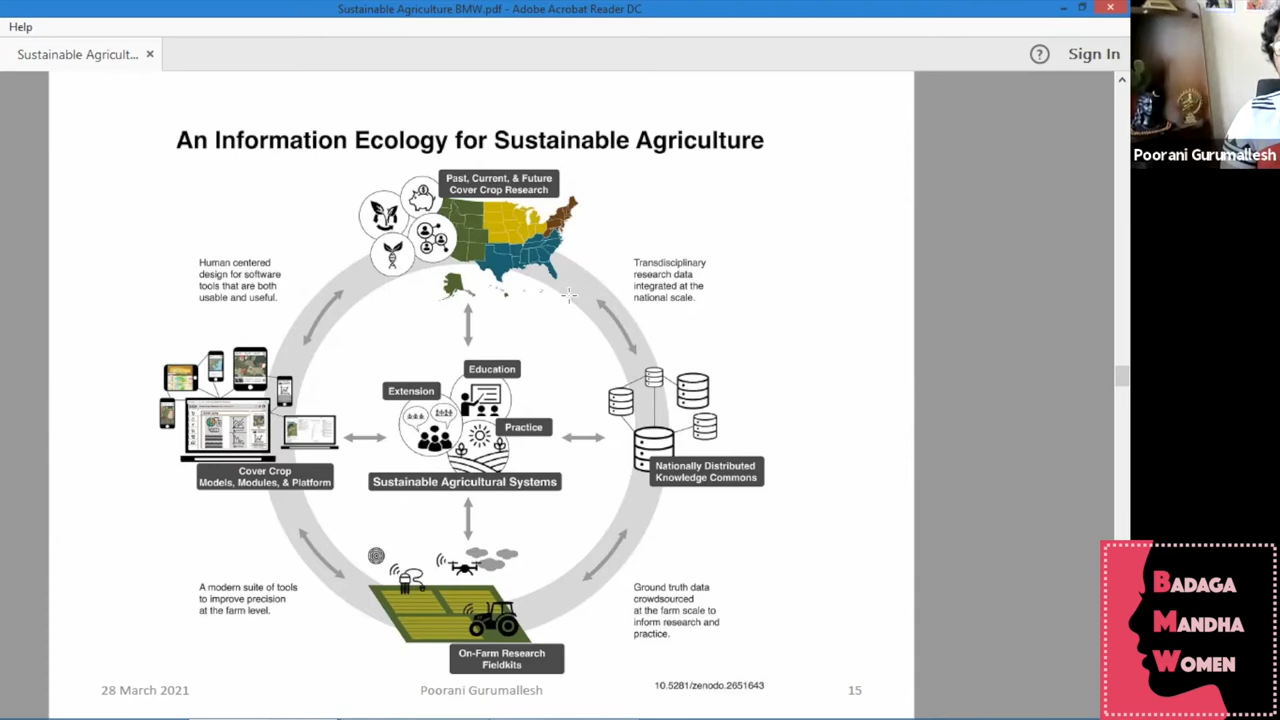 Sustainable Agriculture BMW.pdf - Adobe Acrobat Reader DC
Help
Sustainable Agricult...
Sign In
Poorani Gurumallesh
An Information Ecology for Sustainable Agriculture
Past, Current, & Future
Cover Crop Research
Human centered
design for software
tools that are both
usable and useful.
Transdisciplinary
research data
integrated at the
national scale.
Education
Extension
Practice
Sustainable Agricultural Systems
Cover Crop
Models, Modules, & Platform
Nationally Distributed
Knowledge Commons
A modern suite of tools
to improve precision
at the farm level.
Ground truth data
crowdsourced
at the farm scale to
inform research and
practice.
On-Farm Research
Fieldkits
10.5281/zenodo.2651643
28 March 2021
Poorani Gurumallesh
15
BADAGA
MANDHA
WOMEN